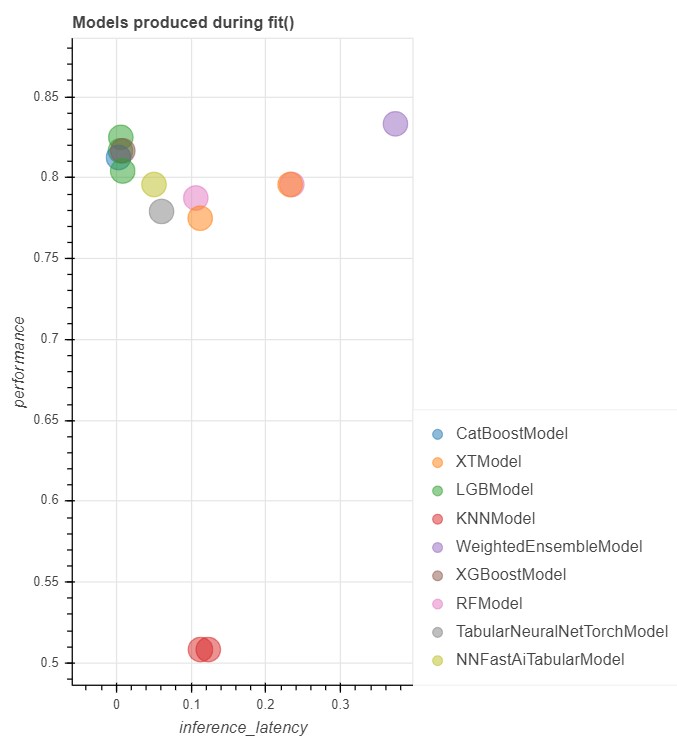 Models produced during fit()
0.85
0.8
0.75
0.7
0.65
0.6
0.55
0.5
performance
0
0.1
0.2
0.3
inference_latency
CatBoostModel
XTModel
LGBModel
KNNModel
WeightedEnsembleModel
XGBoostModel
RFModel
TabularNeuralNetTorchModel
NNFastAiTabularModel